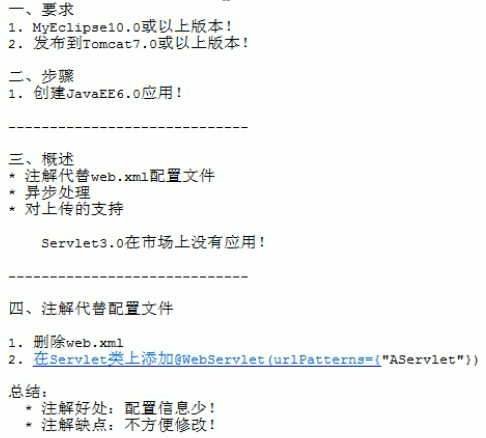 一、要求
1. MyEclipse10.0或以上版本!
2. 发布到Tomcat7.0或以上版本!
二、步骤
1. 创建JavaEE6.0应用!
-----------------------------
三、概述
* 注解代替web.xml配置文件
* 异步处理
* 对上传的支持
Servlet3.0在市场上没有应用!
-----------------------------
四、注解代替配置文件
1. 删除web.xml
2. 在Servlet类上添加@WebServlet(urlPatterns={"AServlet"})
总结:
* 注解好处: 配置信息少!
* 注解缺点: 不方便修改!